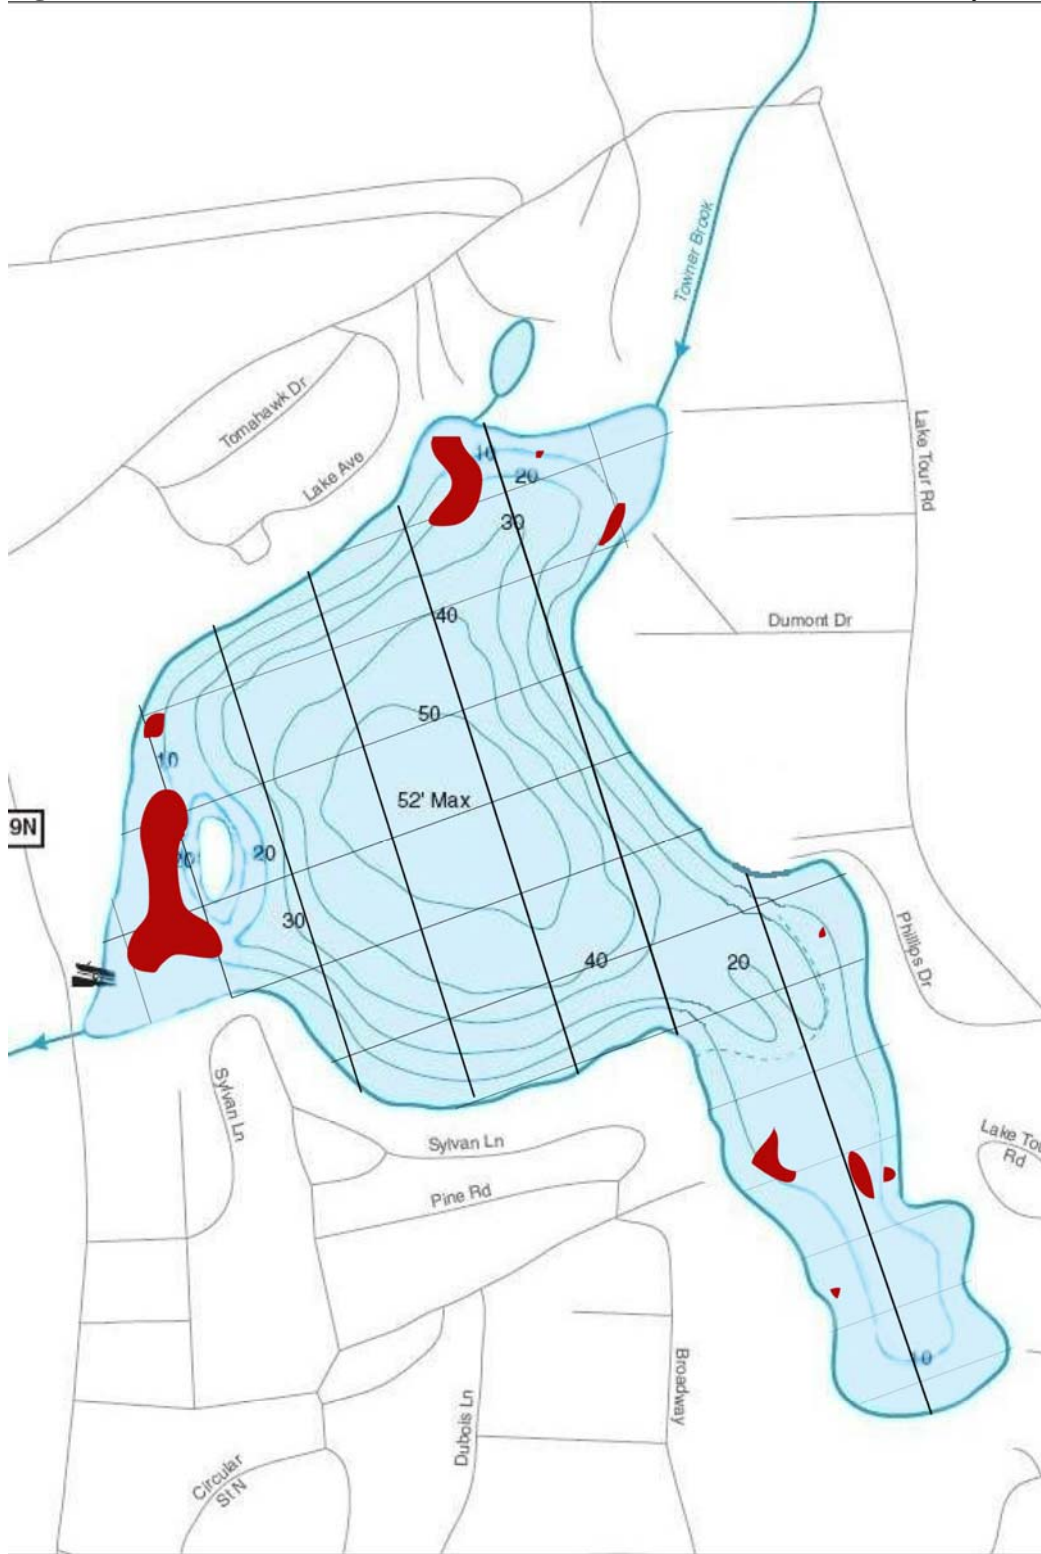 Towner Brook
Tomahawk Dr
Lake Ave
Lake Tour Rd
10
20
30
Dumont Dr
40
50
10
52' Max
9N
20
20
30
40
20
Phillips Dr
Sylvan Ln
Sylvan Ln
Pine Rd
Lake Tou
Rd
10
Broadway
Dubois Ln
Circular
St N